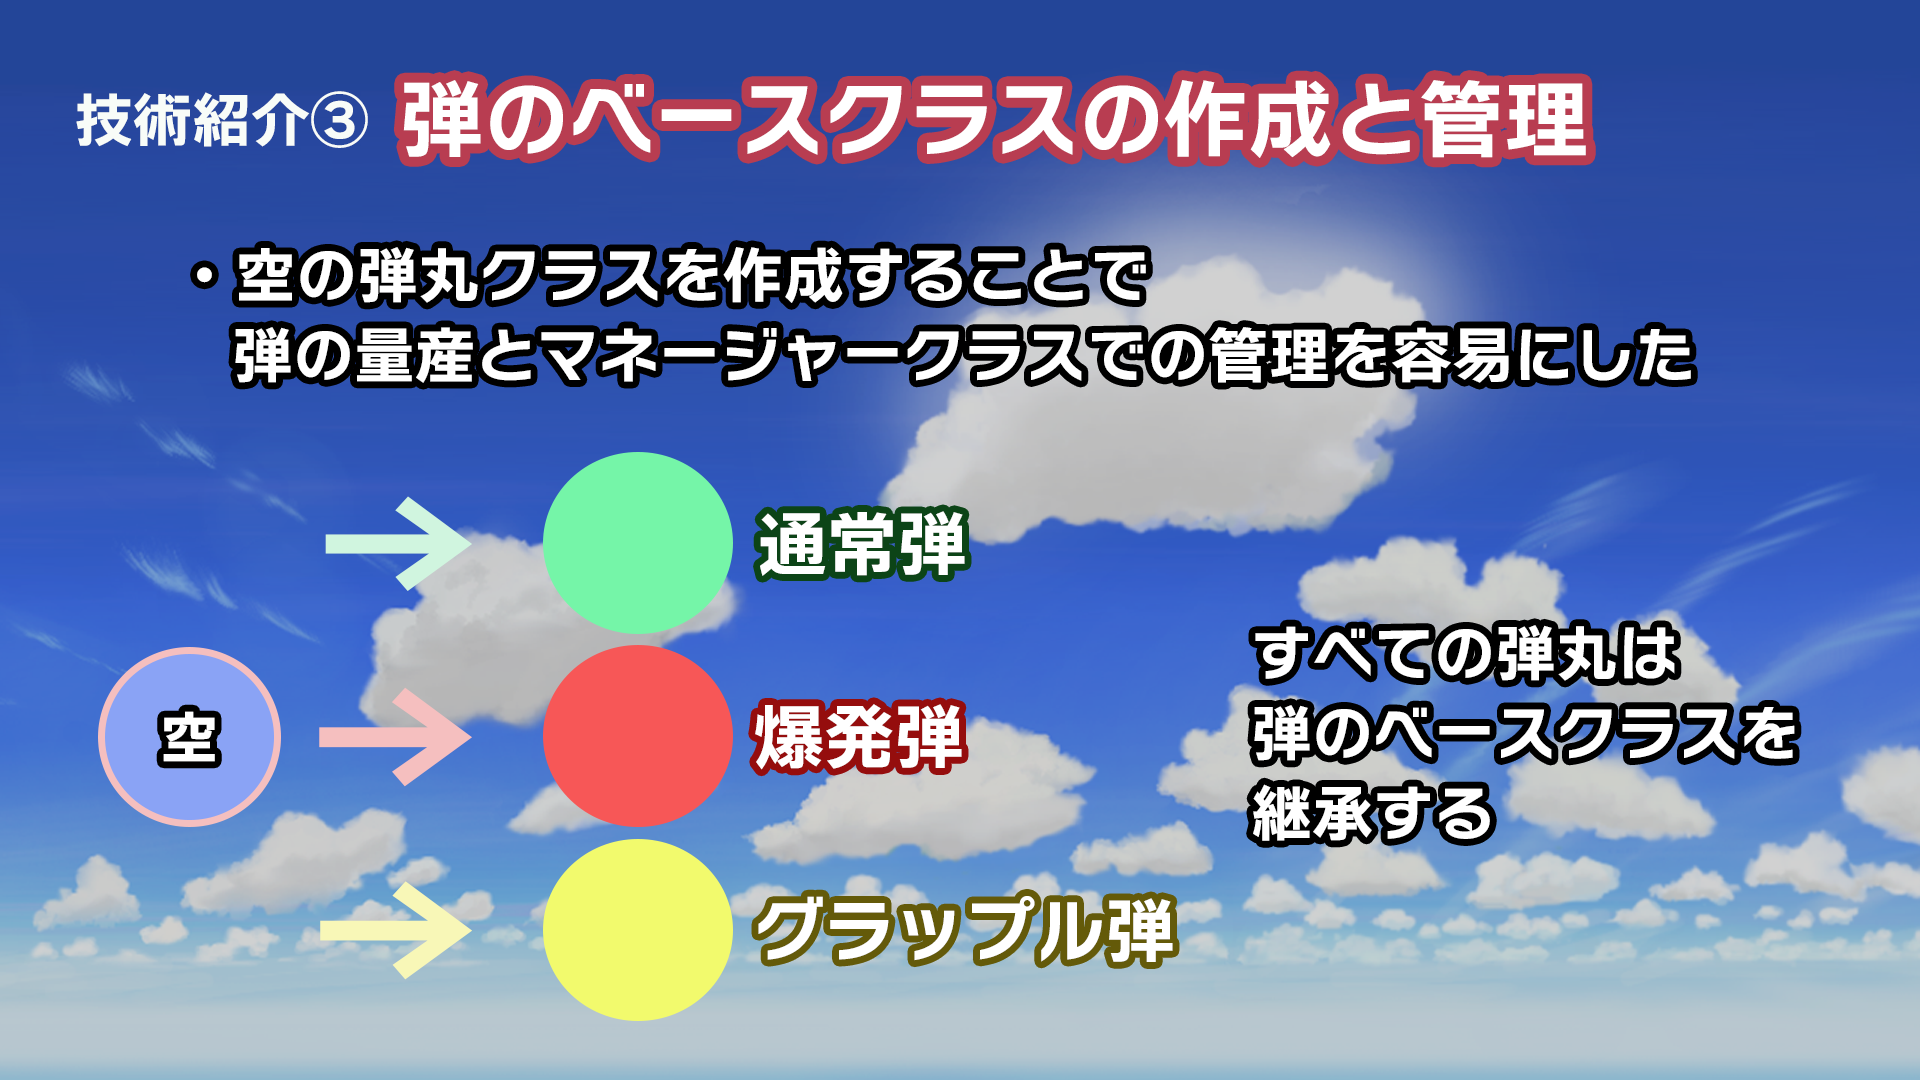 技術紹介③ 弾のベースクラスの作成と管理
・空の弾丸クラスを作成することで
弾の量産とマネージャークラスでの管理を容易にした
通常弾
空
爆発弾
グラップル弾
すべての弾丸は
弾のベースクラスを
継承する